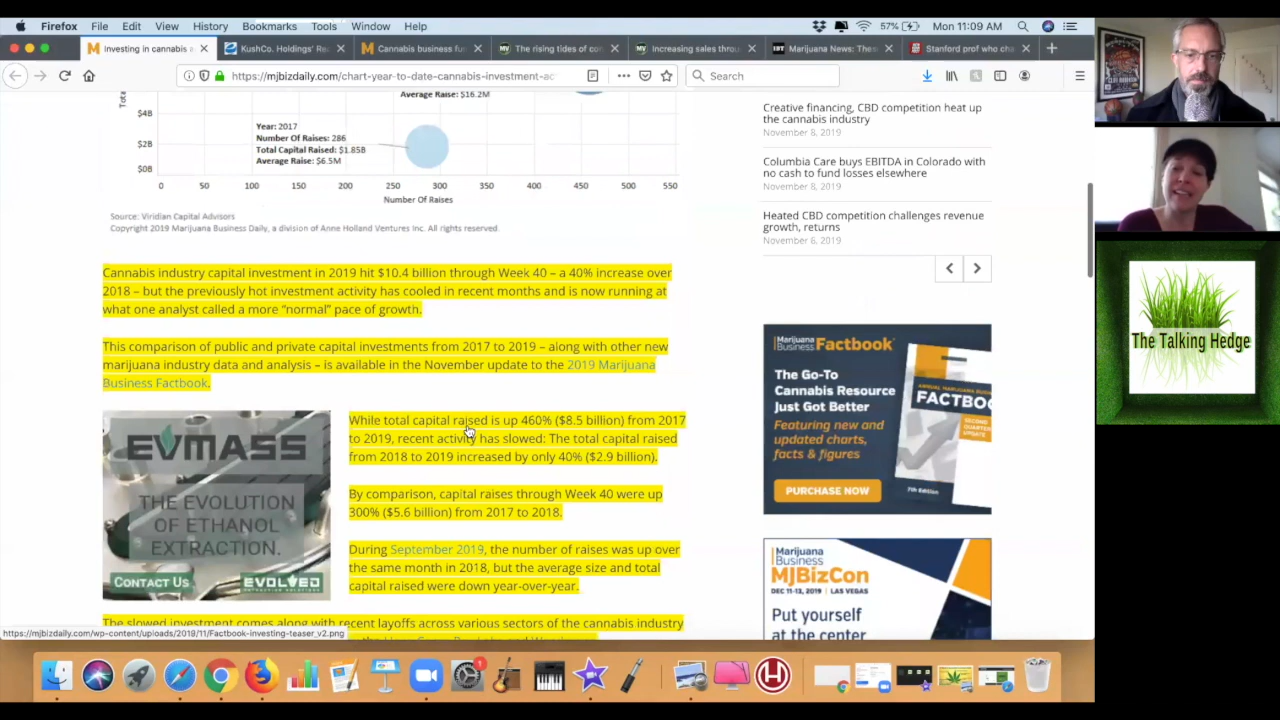 Firefox File Edit View History Bookmarks Tools Window Help 57% Mon 11:09 AM
Investing in cannabis a
KushCo. Holdings' Re
Cannabis business fu
The rising tides of co
Increasing sales throu
IBT Marijuana News: The
Stanford prof who cha
https://mjbizdaily.com/chart-year-to-date-cannabis-investment-ac
Search
Average Raise: $16.2M
$4B
$2B
$0B
Year: 2017
Number Of Raises: 286
Total Capital Raised: $1.85B
Average Raise: $6.5M
0 50 100 150 200 250 300 350 400 450 500 550
Number Of Raises
Source: Viridian Capital Advisors
Copyright 2019 Marijuana Business Daily, a division of Anne Holland Ventures Inc. All rights reserved.
Cannabis industry capital investment in 2019 hit $10.4 billion through Week 40 – a 40% increase over
2018 – but the previously hot investment activity has cooled in recent months and is now running at
what one analyst called a more “normal” pace of growth.
This comparison of public and private capital investments from 2017 to 2019 – along with other new
marijuana industry data and analysis – is available in the November update to the 2019 Marijuana
Business Factbook.
EVMASS
THE EVOLUTION
OF ETHANOL
EXTRACTION.
CONTACT US
EVOLVED
While total capital raised is up 460% ($8.5 billion) from 2017
to 2019, recent activity has slowed: The total capital raised
from 2018 to 2019 increased by only 40% ($2.9 billion).
By comparison, capital raises through Week 40 were up
300% ($5.6 billion) from 2017 to 2018.
During September 2019, the number of raises was up over
the same month in 2018, but the average size and total
capital raised were down year-over-year.
The slowed investment comes along with recent layoffs across various sectors of the cannabis industry
https://mjbizdaily.com/wp-content/uploads/2019/11/Factbook-investing-teaser_v2.png
Creative financing, CBD competition heat up
the cannabis industry
November 8, 2019
Columbia Care buys EBITDA in Colorado with
no cash to fund losses elsewhere
November 8, 2019
Heated CBD competition challenges revenue
growth, returns
November 6, 2019
Marijuana
Business Factbook
The Go-To
Cannabis Resource
Just Got Better
Featuring new and
updated charts,
facts & figures
PURCHASE NOW
ANNUAL MARIJUANA BUSINESS
FACTBO
SECOND
QUARTER
UPDATE
7th Edition
Marijuana
Business
MJBizCon
DEC 11-13, 2019 | LAS VEGAS
Put yourself
at the center
The Talking Hedge
1